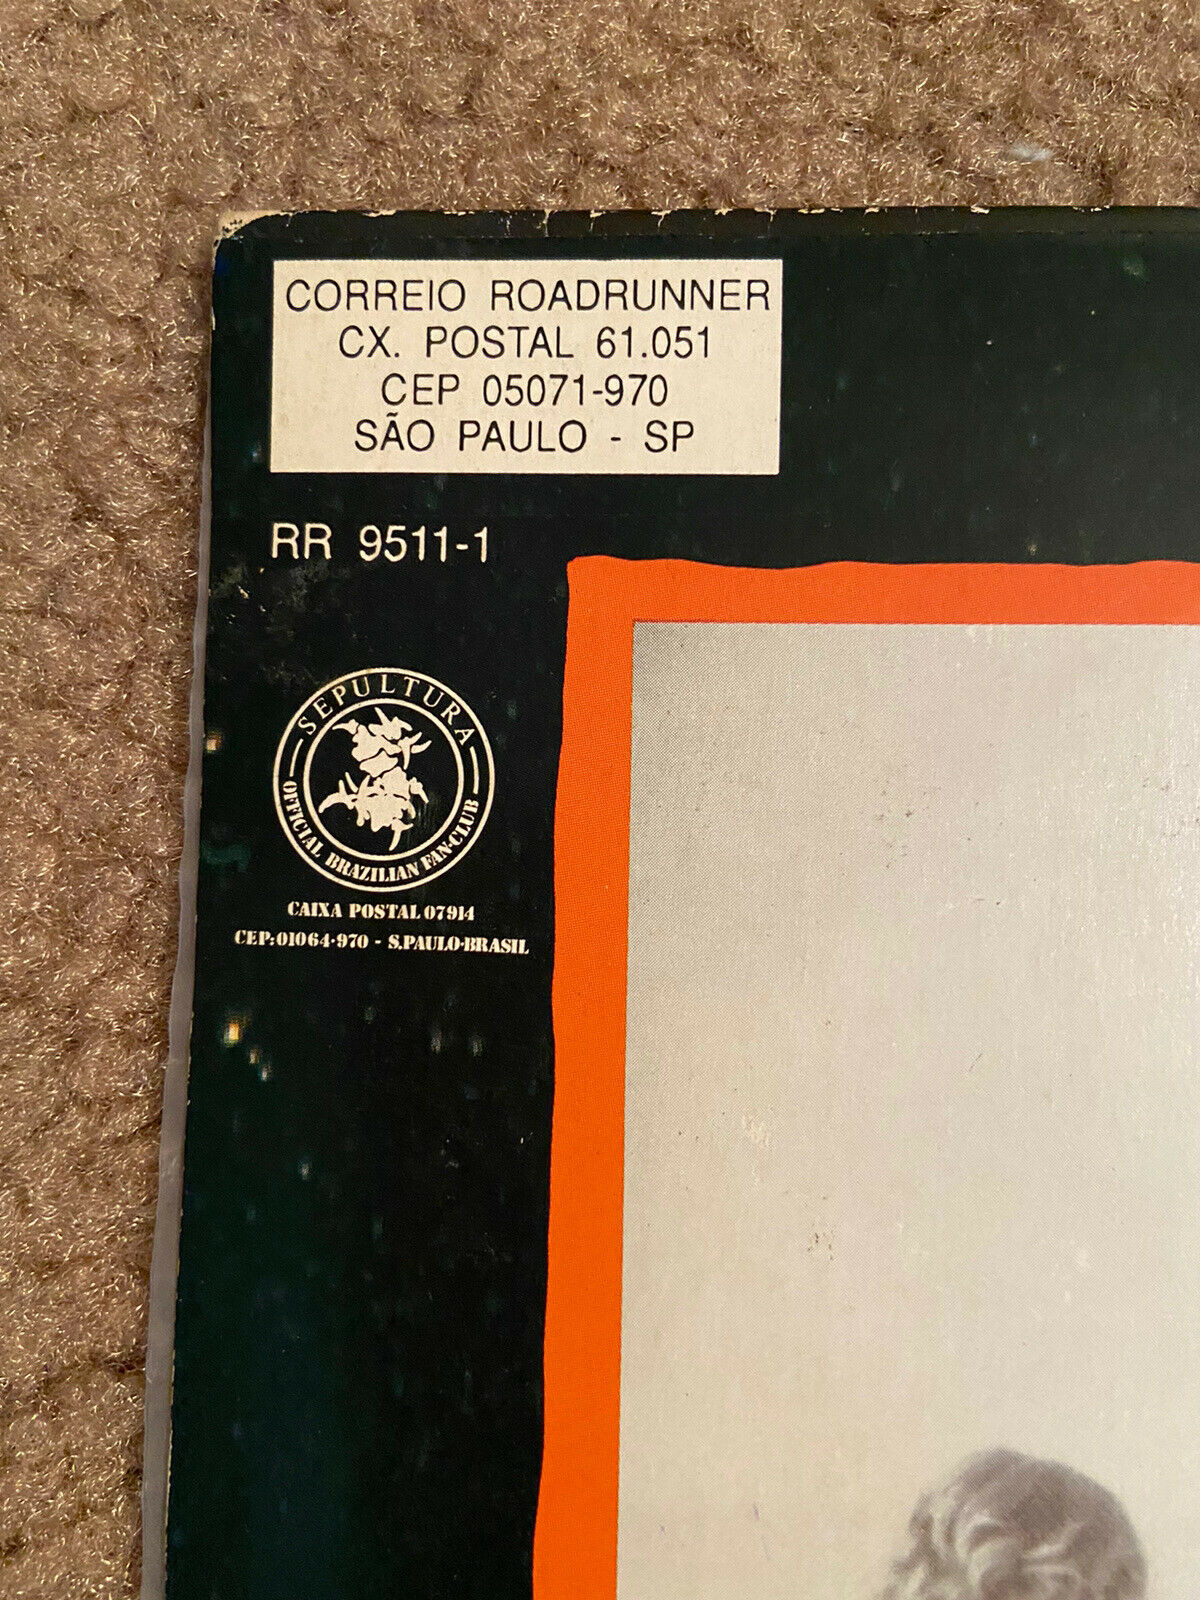 CORREIO ROADRUNNER
CX. POSTAL 61.051
CEP 05071-970
SÃO PAULO - SP
RR 9511-1
SEPULTURA
OFFICIAL BRAZILIAN FAN-CLUB
CAIXA POSTAL 07914
CEP:01064-970 - S.PAULO-BRASIL